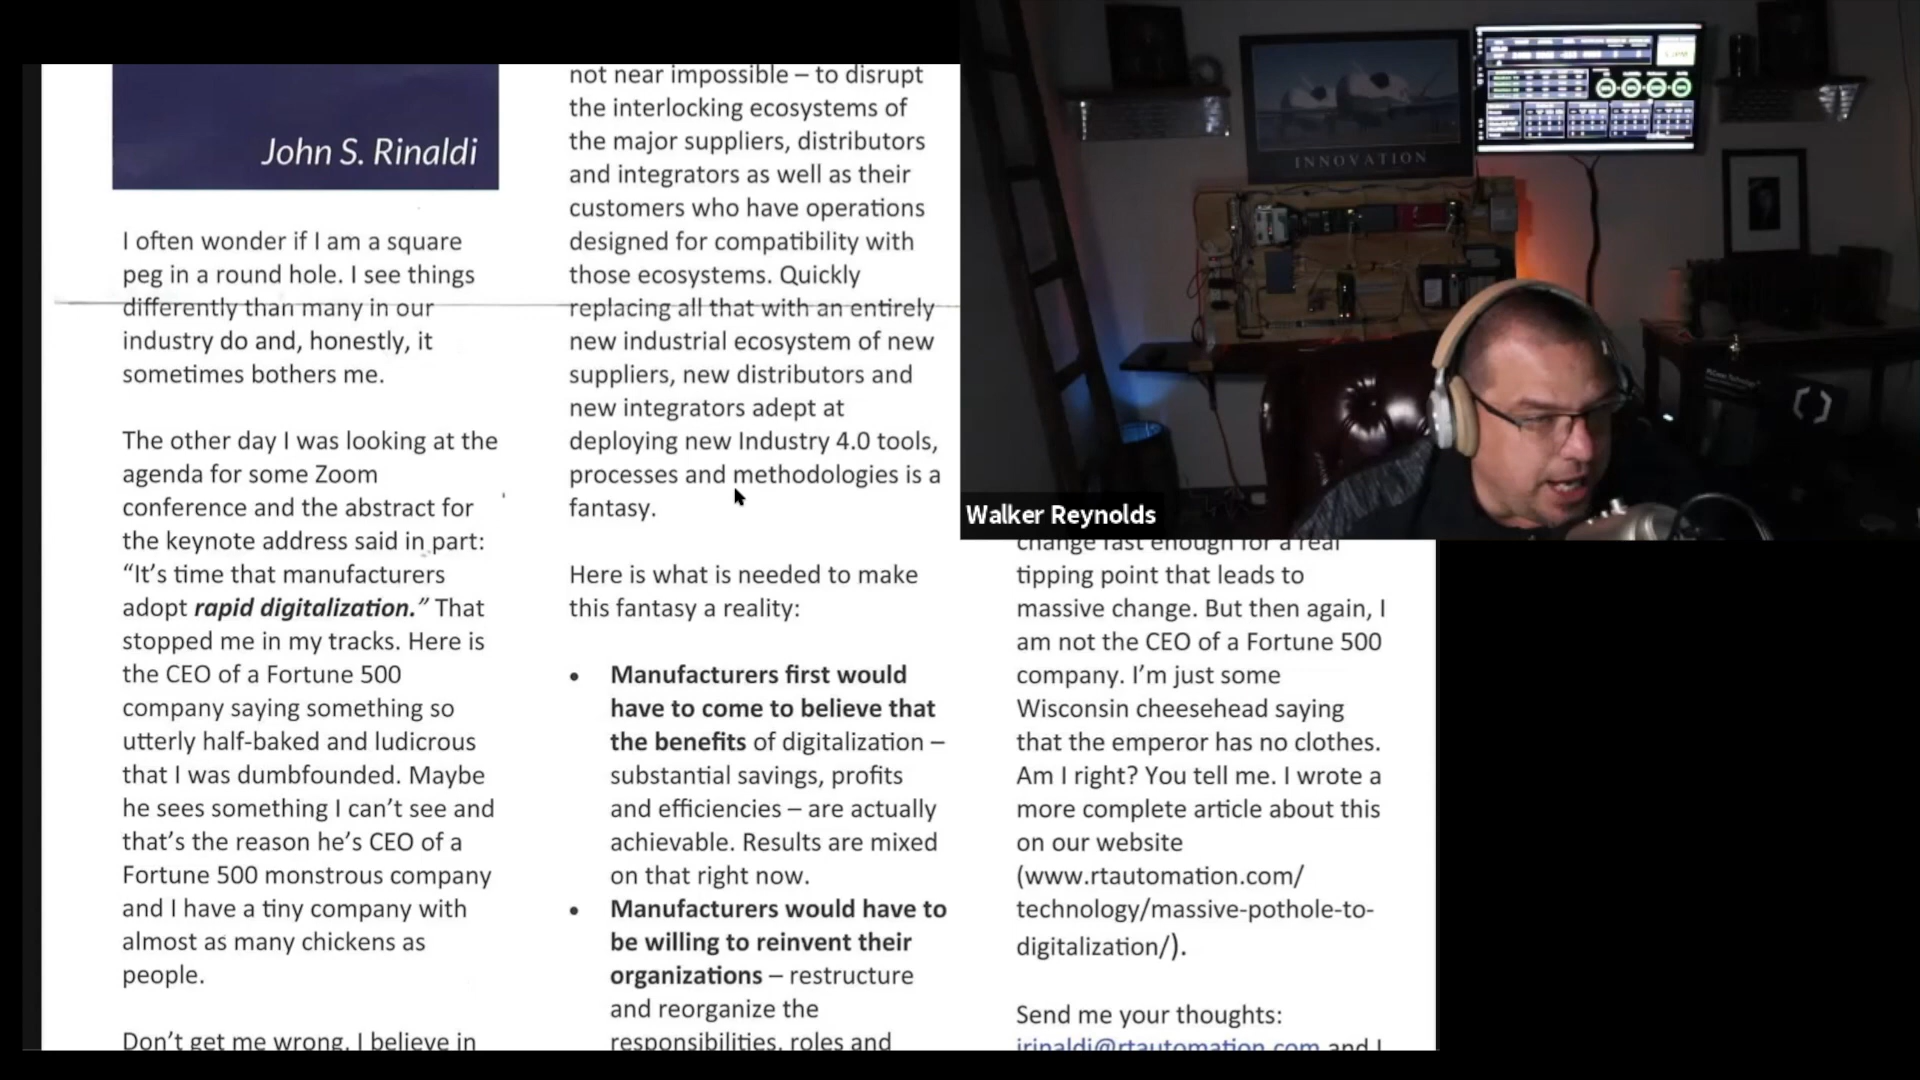 John S. Rinaldi
I often wonder if I am a square
peg in a round hole. I see things
differently than many in our
industry do and, honestly, it
sometimes bothers me.
The other day I was looking at the
agenda for some Zoom
conference and the abstract for
the keynote address said in part:
“It’s time that manufacturers
adopt rapid digitalization.” That
stopped me in my tracks. Here is
the CEO of a Fortune 500
company saying something so
utterly half-baked and ludicrous
that I was dumbfounded. Maybe
he sees something I can’t see and
that’s the reason he’s CEO of a
Fortune 500 monstrous company
and I have a tiny company with
almost as many chickens as
people.
Don’t get me wrong. I believe in
not near impossible – to disrupt
the interlocking ecosystems of
the major suppliers, distributors
and integrators as well as their
customers who have operations
designed for compatibility with
those ecosystems. Quickly
replacing all that with an entirely
new industrial ecosystem of new
suppliers, new distributors and
new integrators adept at
deploying new Industry 4.0 tools,
processes and methodologies is a
fantasy.
Here is what is needed to make
this fantasy a reality:
• Manufacturers first would
have to come to believe that
the benefits of digitalization –
substantial savings, profits
and efficiencies – are actually
achievable. Results are mixed
on that right now.
• Manufacturers would have to
be willing to reinvent their
organizations – restructure
and reorganize the
responsibilities, roles and
change fast enough for a real
tipping point that leads to
massive change. But then again, I
am not the CEO of a Fortune 500
company. I’m just some
Wisconsin cheesehead saying
that the emperor has no clothes.
Am I right? You tell me. I wrote a
more complete article about this
on our website
(www.rtautomation.com/
technology/massive-pothole-to-
digitalization/).
Send me your thoughts:
jrinaldi@rtautomation.com and I
INNOVATION
Walker Reynolds